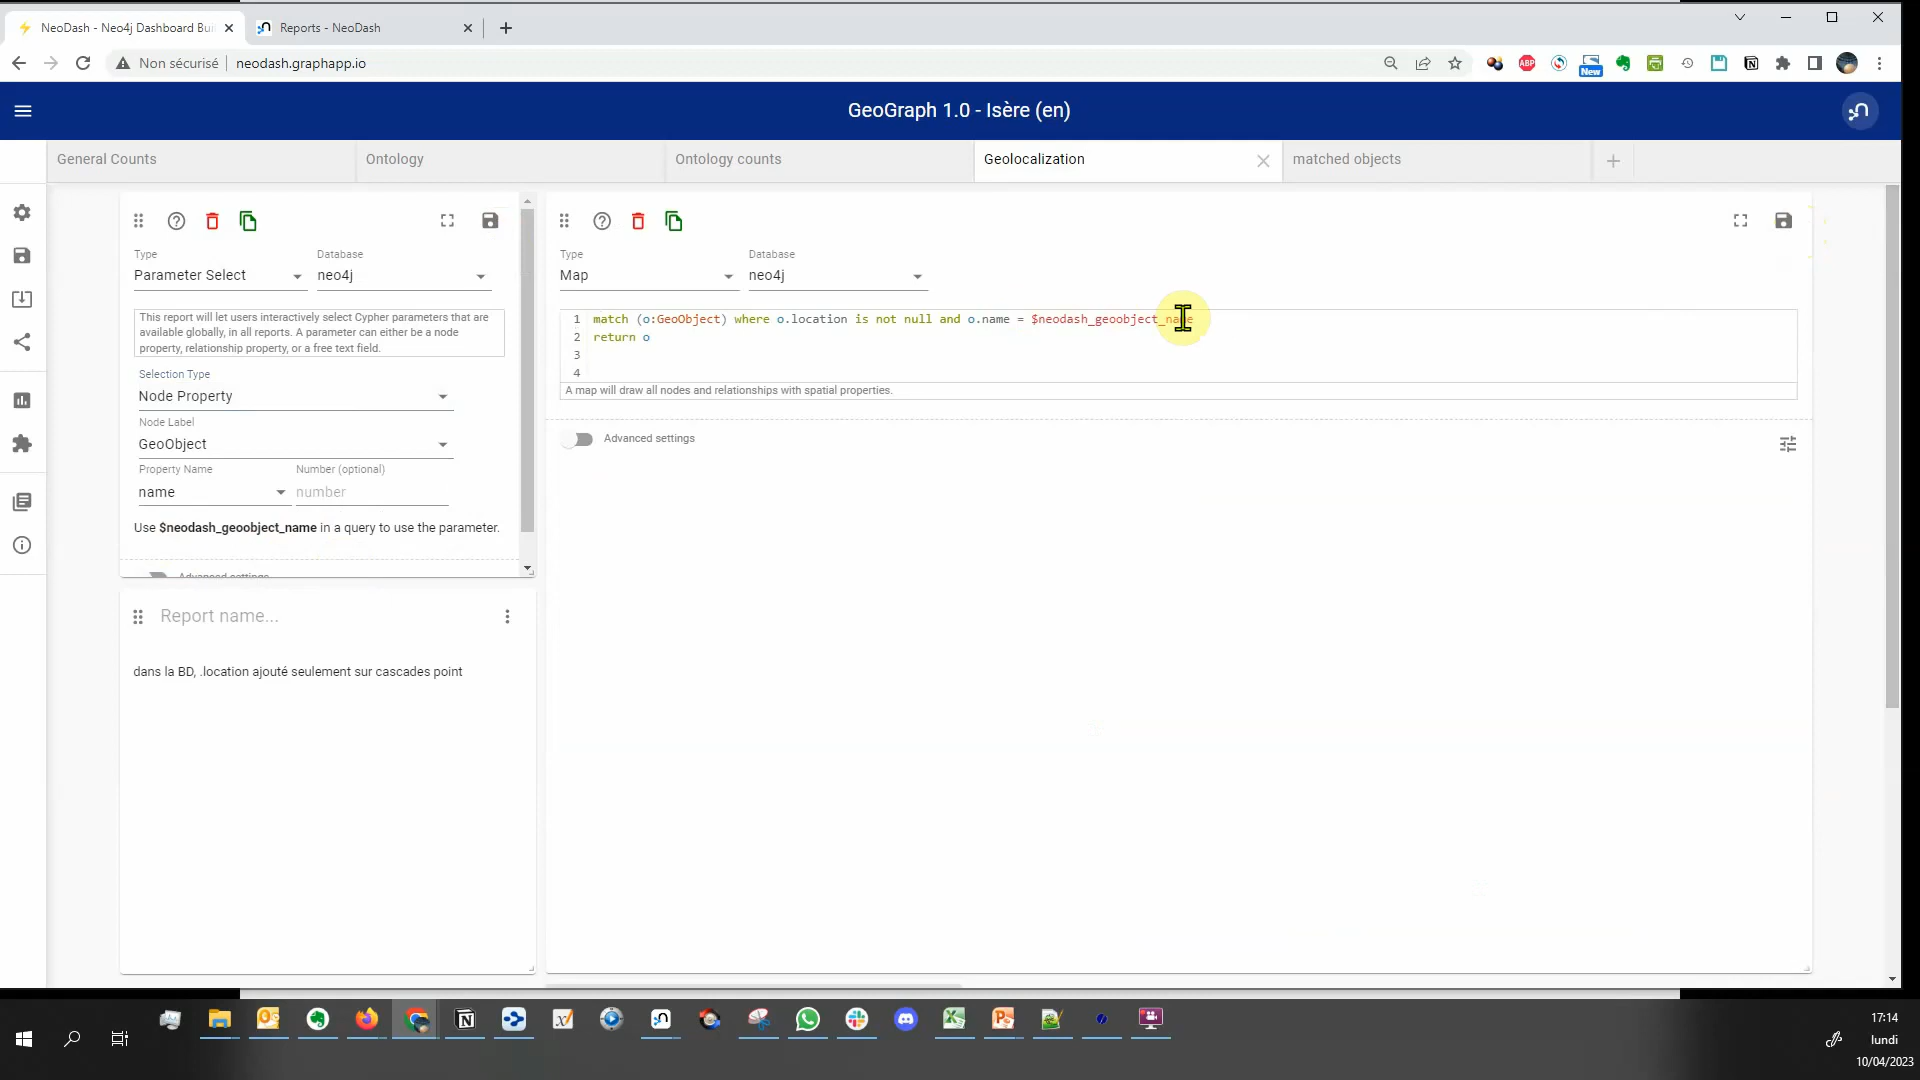 NeoDash - Neo4j Dashboard Bui
Reports - NeoDash
Non sécurisé
neodash.graphapp.io
ABP
New
GeoGraph 1.0 - Isère (en)
General Counts
Ontology
Ontology counts
Geolocalization
matched objects
Type
Database
Parameter Select
neo4j
This report will let users interactively select Cypher parameters that are
available globally, in all reports. A parameter can either be a node
property, relationship property, or a free text field.
Selection Type
Node Property
Node Label
GeoObject
Property Name
Number (optional)
name
number
Use $neodash_geoobject_name in a query to use the parameter.
Advanced settings
Type
Database
Map
neo4j
1 match (o:GeoObject) where o.location is not null and o.name = $neodash_geoobject_name
2 return o
3
4
A map will draw all nodes and relationships with spatial properties.
Advanced settings
Report name...
dans la BD, .location ajouté seulement sur cascades point
17:14
lundi
10/04/2023